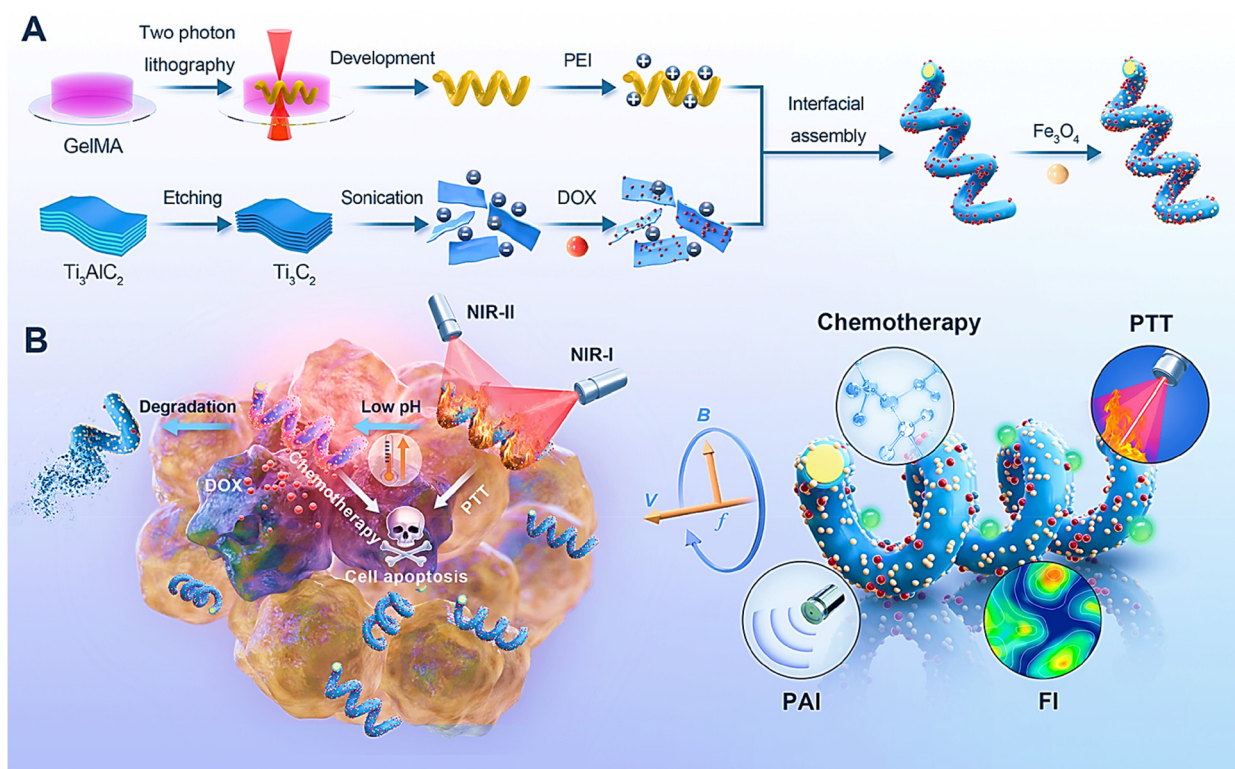 A
Two photon
lithography
Development
PEI
GelMA
Interfacial
assembly
Fe₃O₄
Etching
Sonication
DOX
Ti₃AlC₂
Ti₃C₂
B
NIR-II
NIR-I
Degradation
Low pH
DOX
Chemotherapy
PTT
Cell apoptosis
Chemotherapy
PTT
B
V
f
PAI
FI